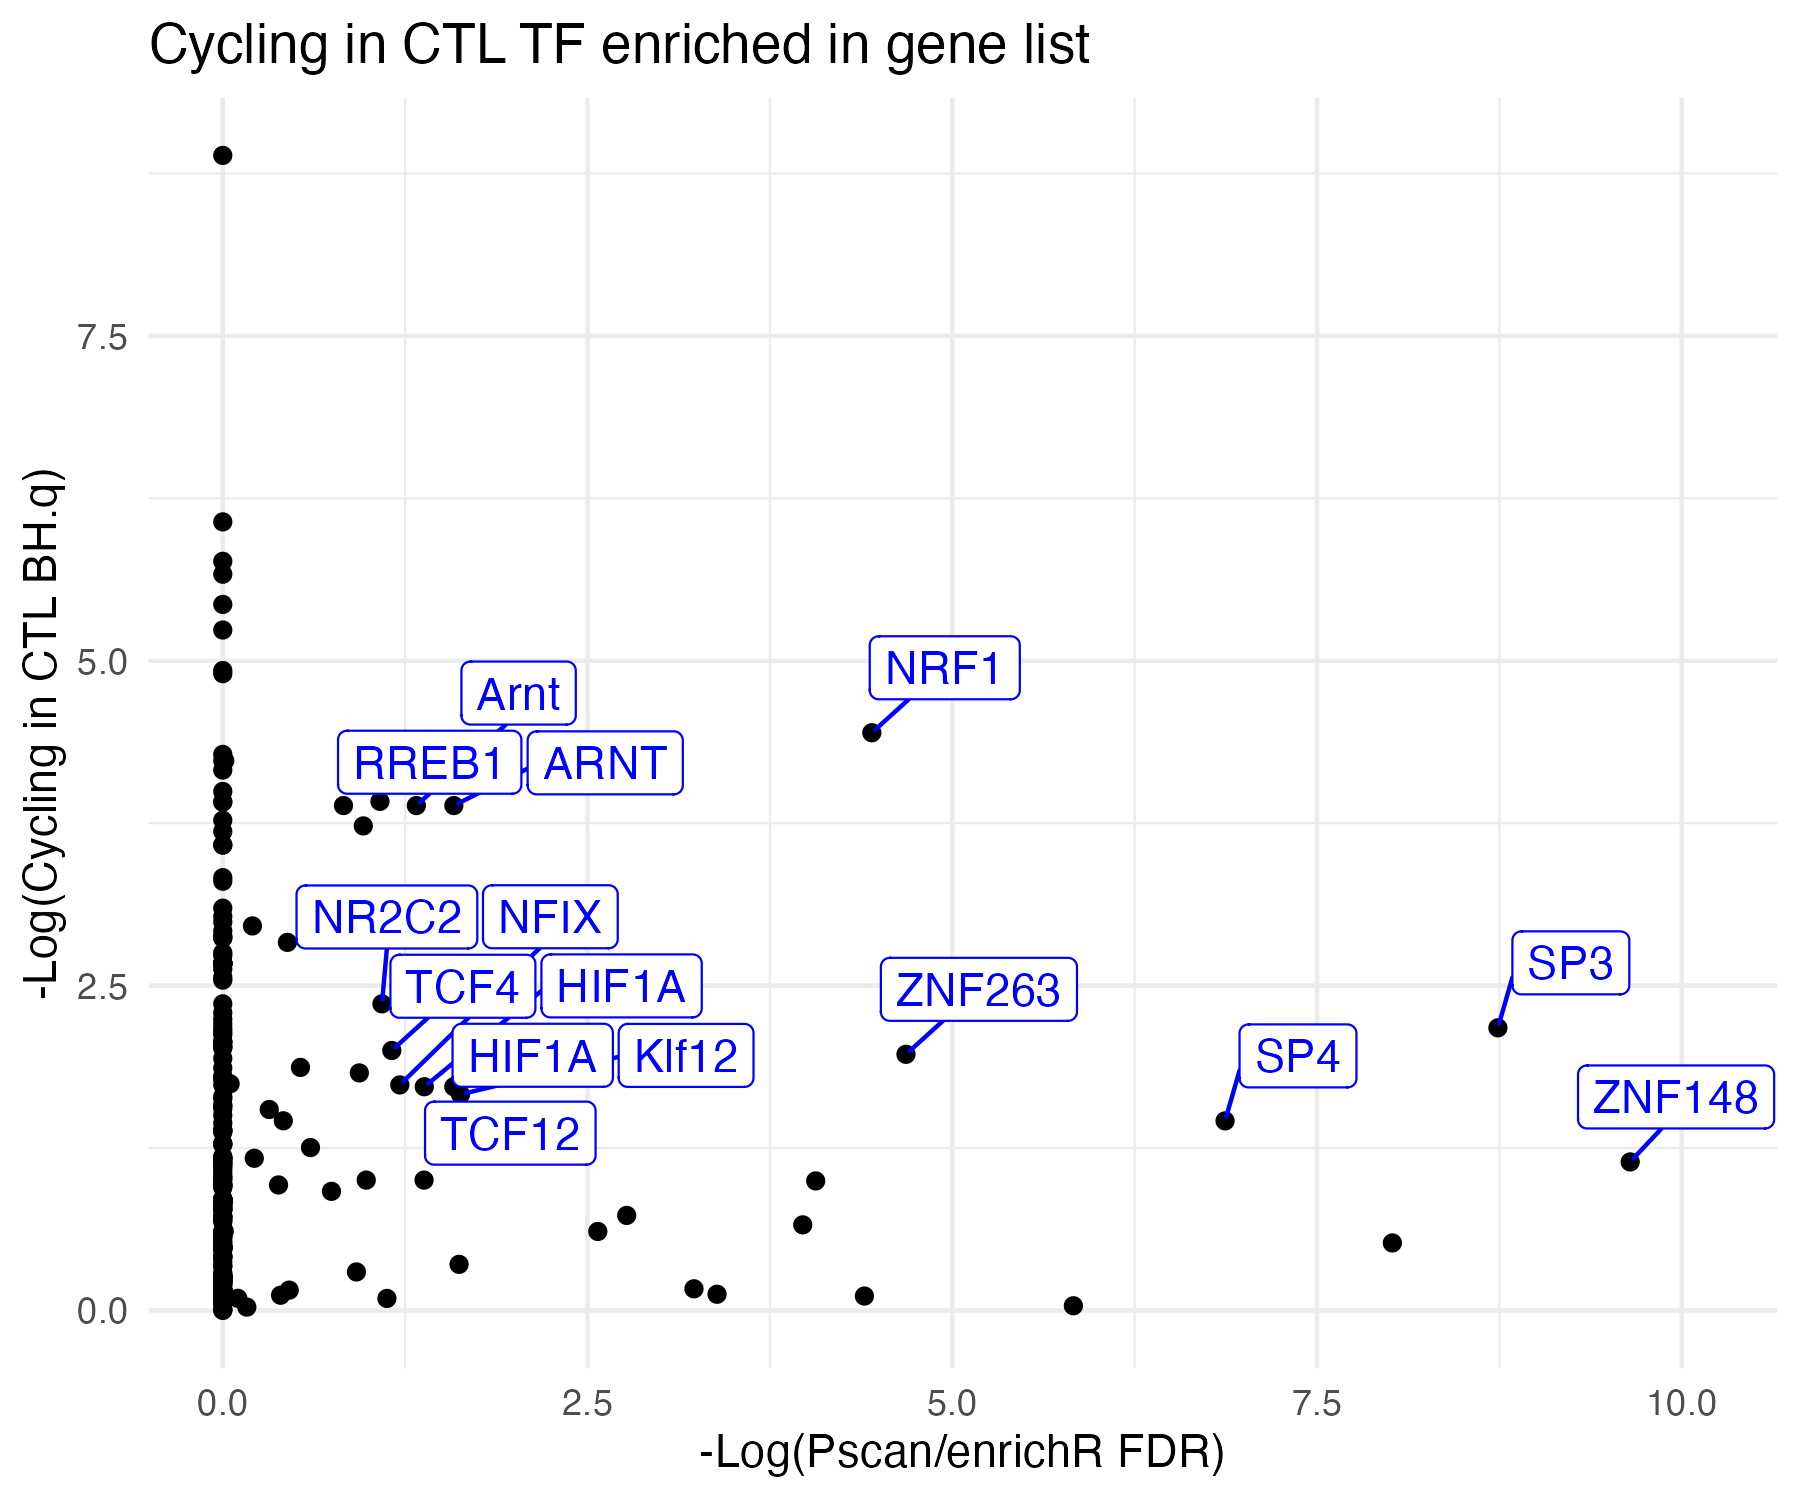 Cycling in CTL TF enriched in gene list
-Log(Cycling in CTL BH.q)
7.5
5.0
2.5
0.0
Arnt
NRF1
RREB1
ARNT
NR2C2
NFIX
TCF4
HIF1A
ZNF263
SP3
HIF1A
Klf12
SP4
ZNF148
TCF12
0.0
2.5
5.0
7.5
10.0
-Log(Pscan/enrichR FDR)